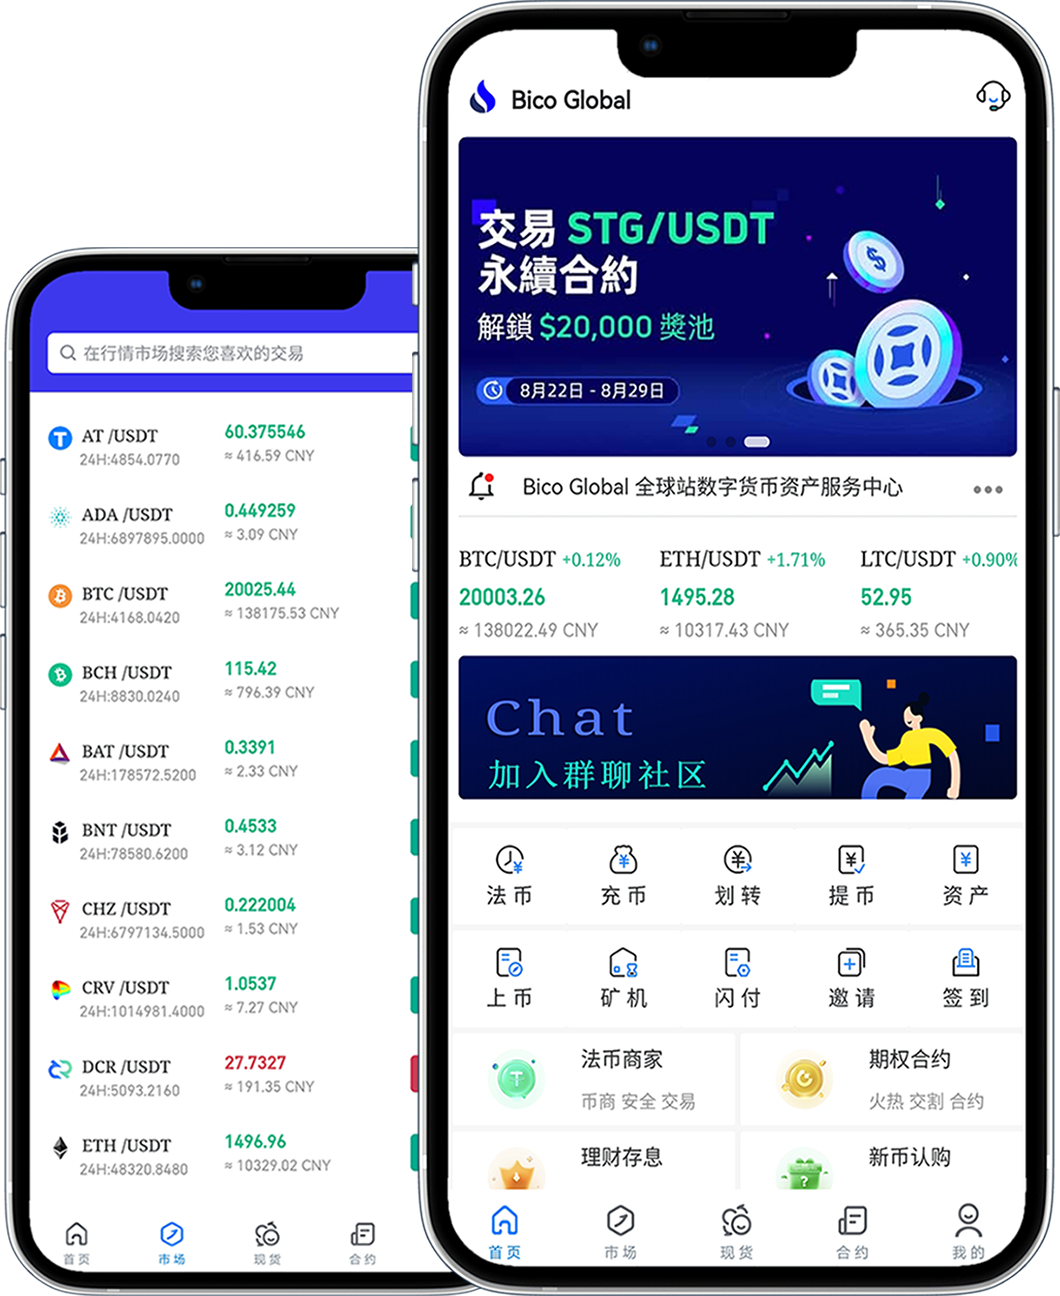 在行情市场搜索您喜欢的交易
AT /USDT 60.375546
24H:4854.0770 ≈ 416.59 CNY
ADA /USDT 0.449259
24H:6897895.0000 ≈ 3.09 CNY
BTC /USDT 20025.44
24H:4168.0420 ≈ 138175.53 CNY
BCH /USDT 115.42
24H:8830.0240 ≈ 796.39 CNY
BAT /USDT 0.3391
24H:178572.5200 ≈ 2.33 CNY
BNT /USDT 0.4533
24H:78580.6200 ≈ 3.12 CNY
CHZ /USDT 0.222004
24H:6797134.5000 ≈ 1.53 CNY
CRV /USDT 1.0537
24H:1014981.4000 ≈ 7.27 CNY
DCR /USDT 27.7327
24H:5093.2160 ≈ 191.35 CNY
ETH /USDT 1496.96
24H:48320.8480 ≈ 10329.02 CNY
首页 市场 现货 合约
Bico Global
交易 STG/USDT
永續合約
解鎖 $20,000 獎池
8月22日 - 8月29日
Bico Global 全球站数字货币资产服务中心
BTC/USDT +0.12% ETH/USDT +1.71% LTC/USDT +0.90%
20003.26 1495.28 52.95
≈ 138022.49 CNY ≈ 10317.43 CNY ≈ 365.35 CNY
Chat
加入群聊社区
法币 充币 划转 提币 资产
上币 矿机 闪付 邀请 签到
法币商家 期权合约
币商 安全 交易 火热 交割 合约
理财存息 新币认购
首页 市场 现货 合约 我的